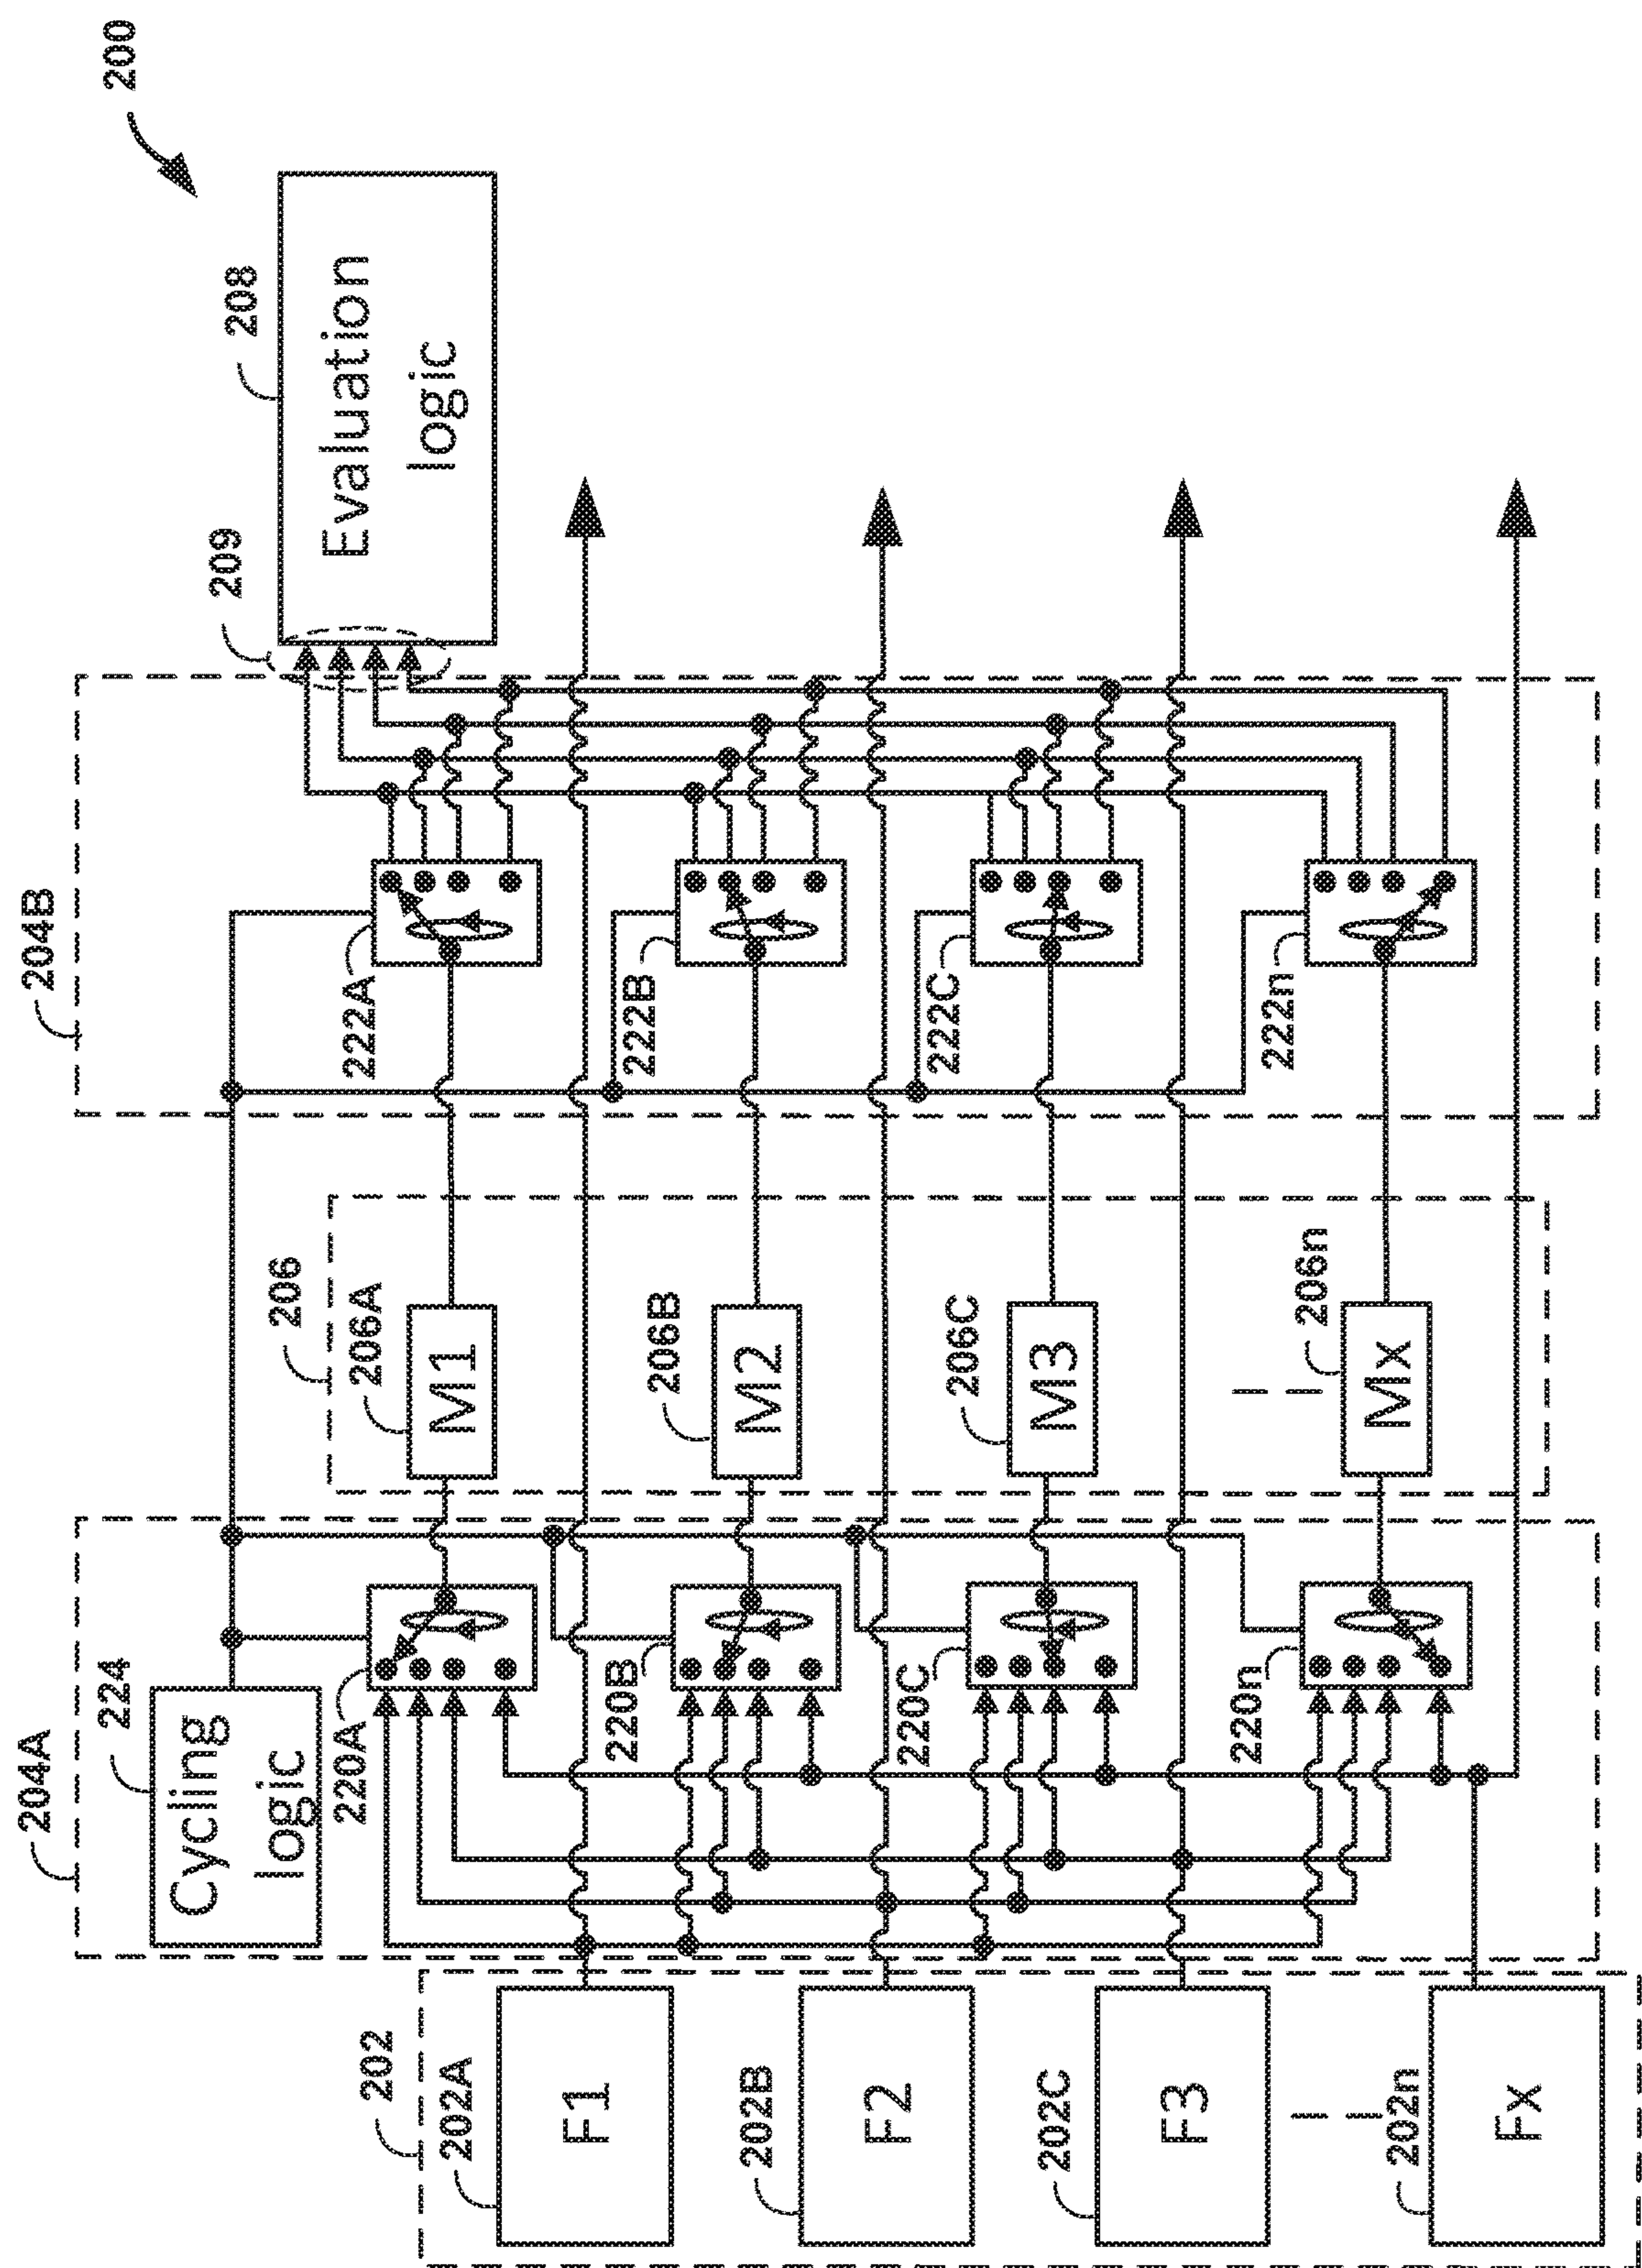 200
204A
204B
Cycling
logic
224
209
208
Evaluation
logic
202
202A
F1
220A
206
206A
M1
222A
202B
F2
220B
206B
M2
222B
202C
F3
220C
206C
M3
222C
202n
Fx
220n
206n
Mx
222n